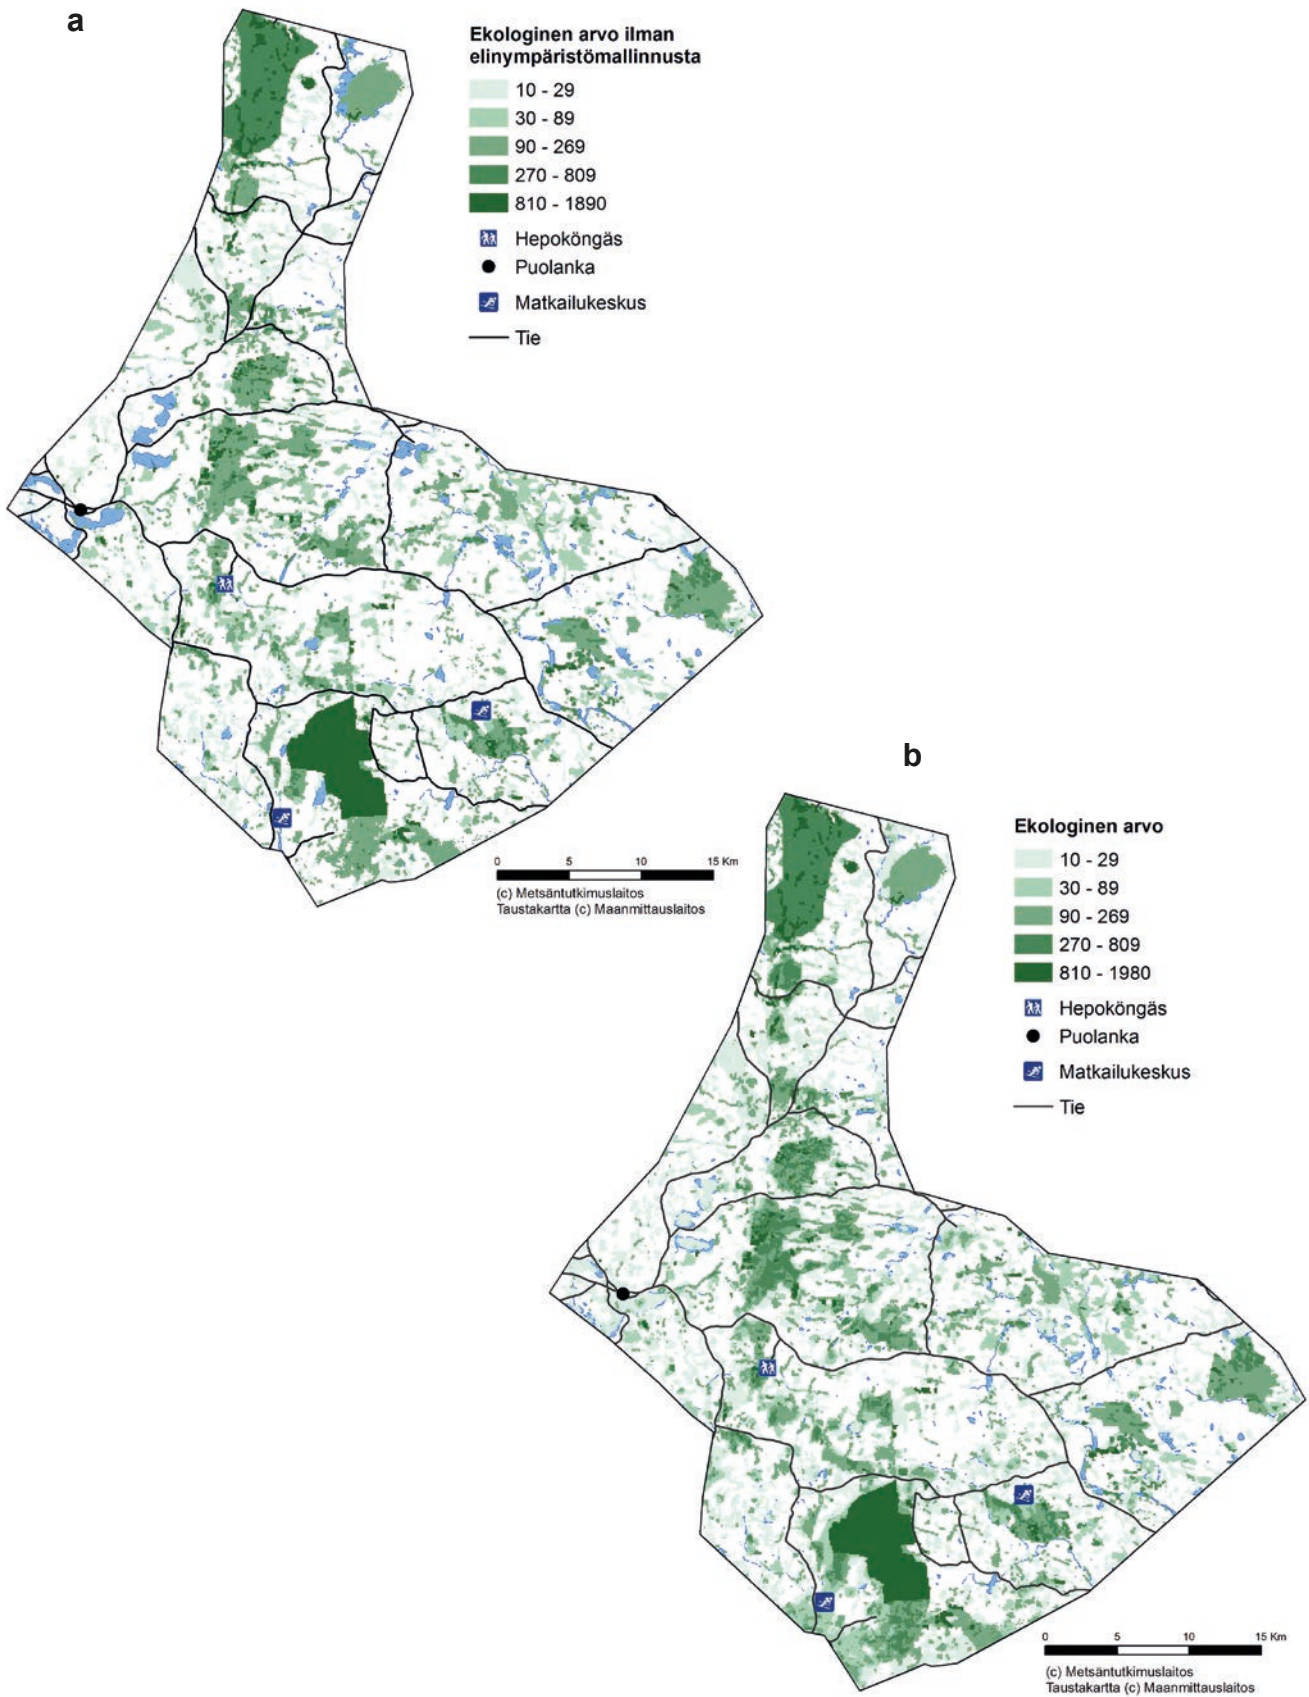 a
Ekologinen arvo ilman
elinympäristömallinnusta
10 - 29
30 - 89
90 - 269
270 - 809
810 - 1890
Hepoköngäs
Puolanka
Matkailukeskus
Tie
0 5 10 15 Km
(c) Metsäntutkimuslaitos
Taustakartta (c) Maanmittauslaitos
b
Ekologinen arvo
10 - 29
30 - 89
90 - 269
270 - 809
810 - 1980
Hepoköngäs
Puolanka
Matkailukeskus
Tie
0 5 10 15 Km
(c) Metsäntutkimuslaitos
Taustakartta (c) Maanmittauslaitos